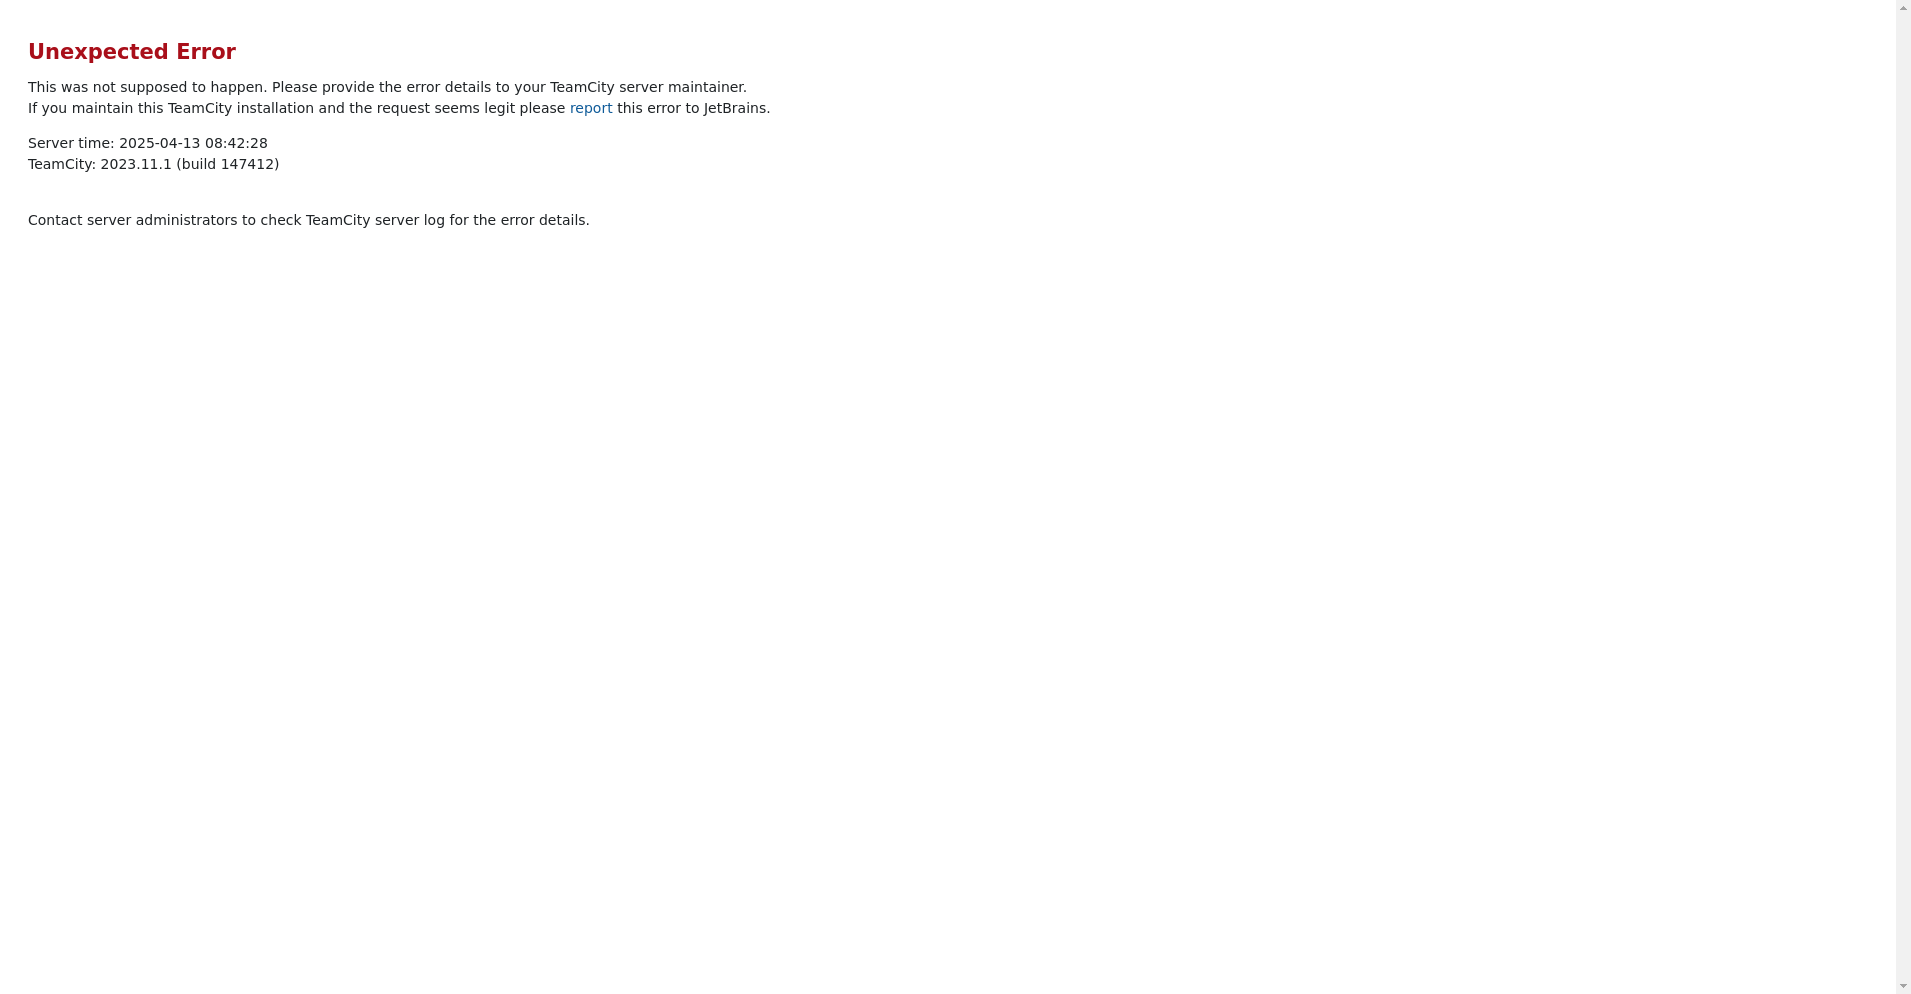 Unexpected Error
This was not supposed to happen. Please provide the error details to your TeamCity server maintainer.
If you maintain this TeamCity installation and the request seems legit please report this error to JetBrains.
Server time: 2025-04-13 08:42:28
TeamCity: 2023.11.1 (build 147412)
Contact server administrators to check TeamCity server log for the error details.